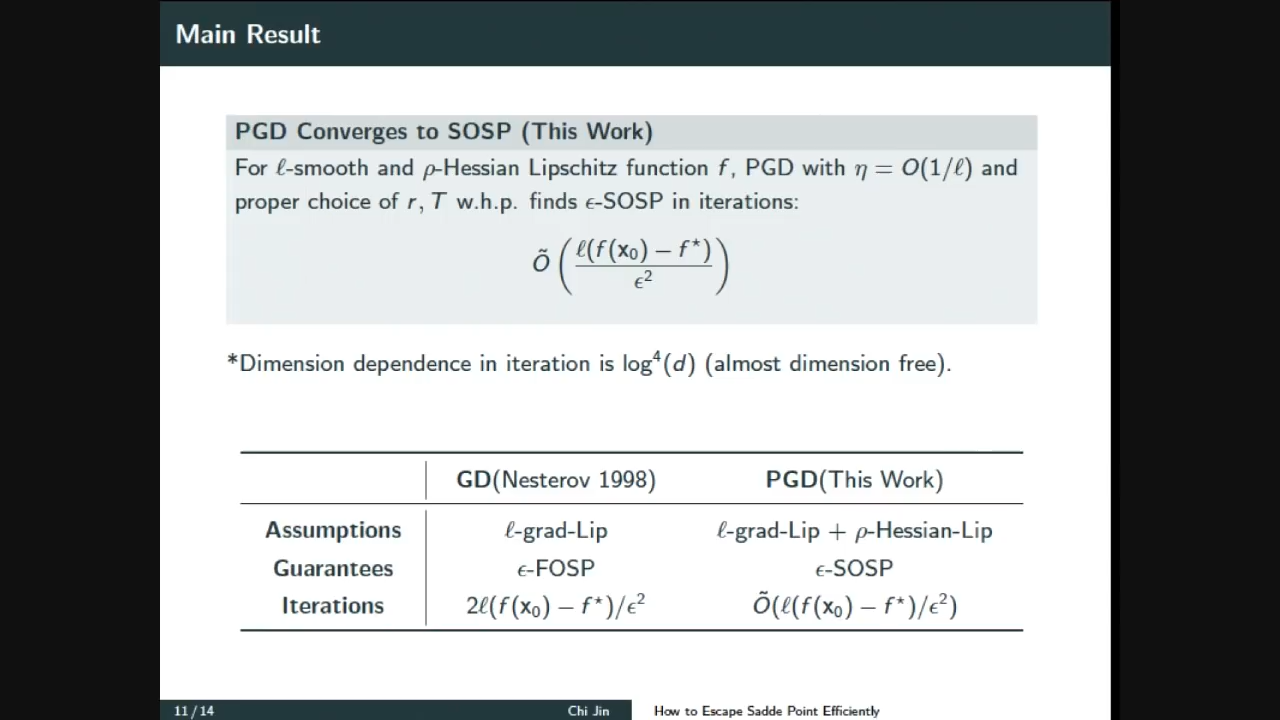 Main Result
PGD Converges to SOSP (This Work)
For ℓ-smooth and ρ-Hessian Lipschitz function f, PGD with η = O(1/ℓ) and
proper choice of r, T w.h.p. finds ϵ-SOSP in iterations:
Õ ( ℓ(f(x₀) − f⋆) / ϵ² )
*Dimension dependence in iteration is log⁴(d) (almost dimension free).
GD(Nesterov 1998) PGD(This Work)
Assumptions ℓ-grad-Lip ℓ-grad-Lip + ρ-Hessian-Lip
Guarantees ϵ-FOSP ϵ-SOSP
Iterations 2ℓ(f(x₀) − f⋆)/ϵ² Õ(ℓ(f(x₀) − f⋆)/ϵ²)
11 / 14 Chi Jin How to Escape Sadde Point Efficiently